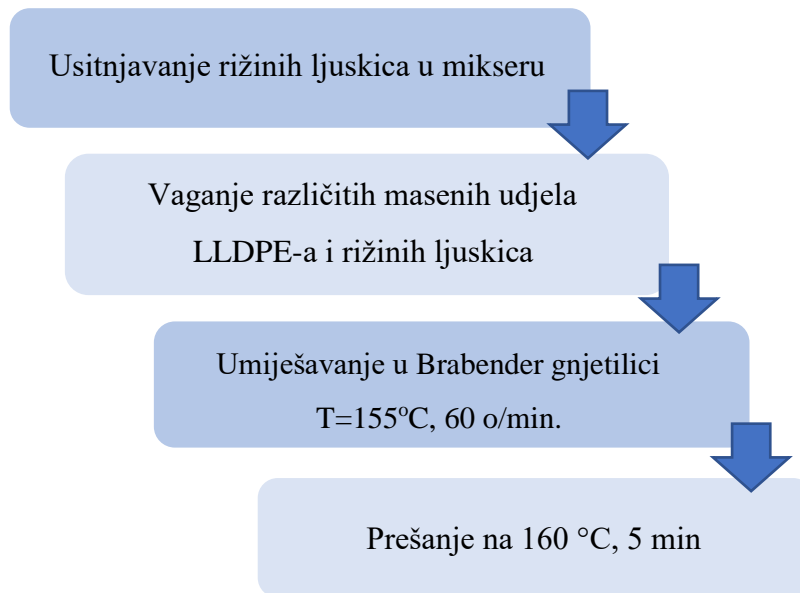 Usitnjavanje rižinih ljuskica u mikseru
Vaganje različitih masenih udjela
LLDPE-a i rižinih ljuskica
Umiješavanje u Brabender gnjetilici
T=155°C, 60 o/min.
Prešanje na 160 °C, 5 min